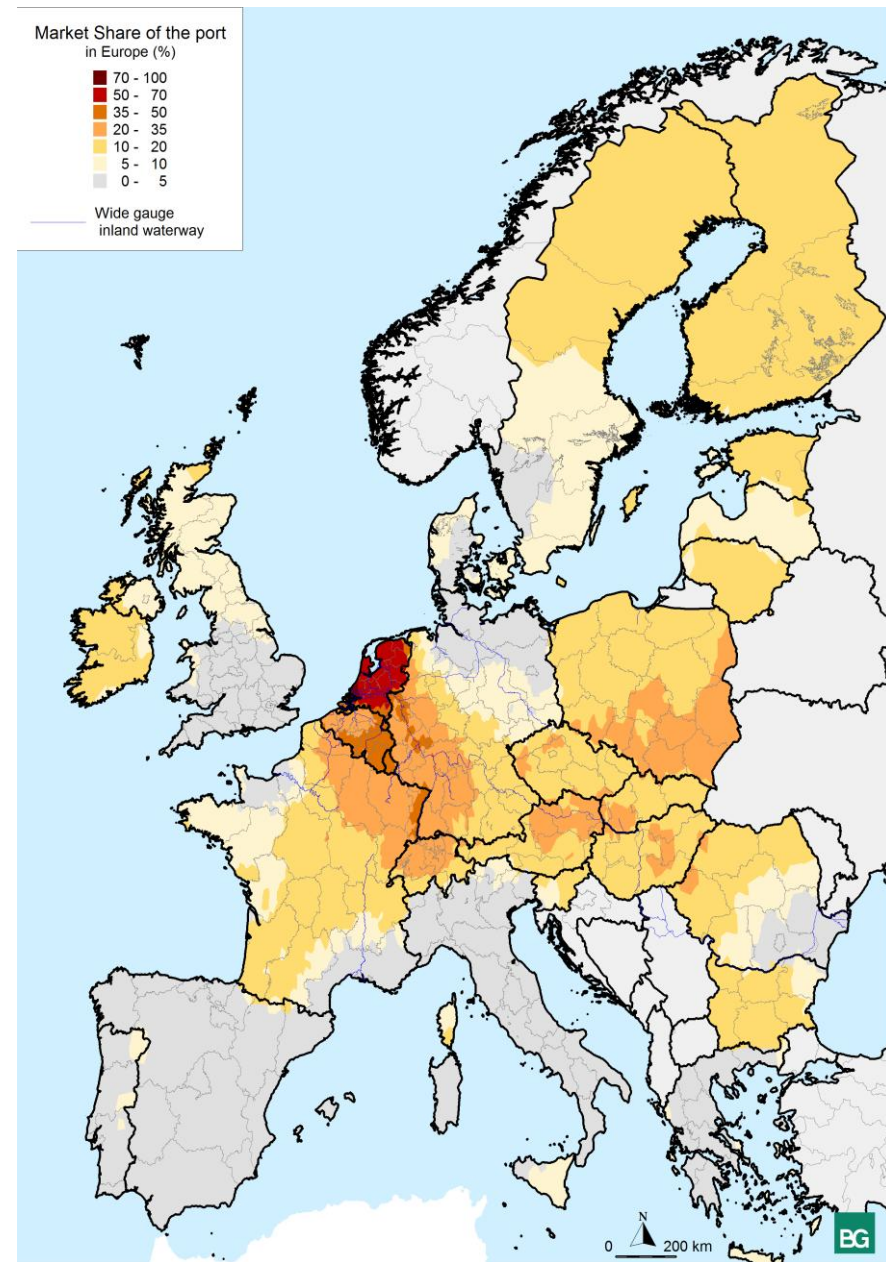 Market Share of the port
in Europe (%)
70 - 100
50 - 70
35 - 50
20 - 35
10 - 20
5 - 10
0 - 5
Wide gauge
inland waterway
N
0 200 km
BG